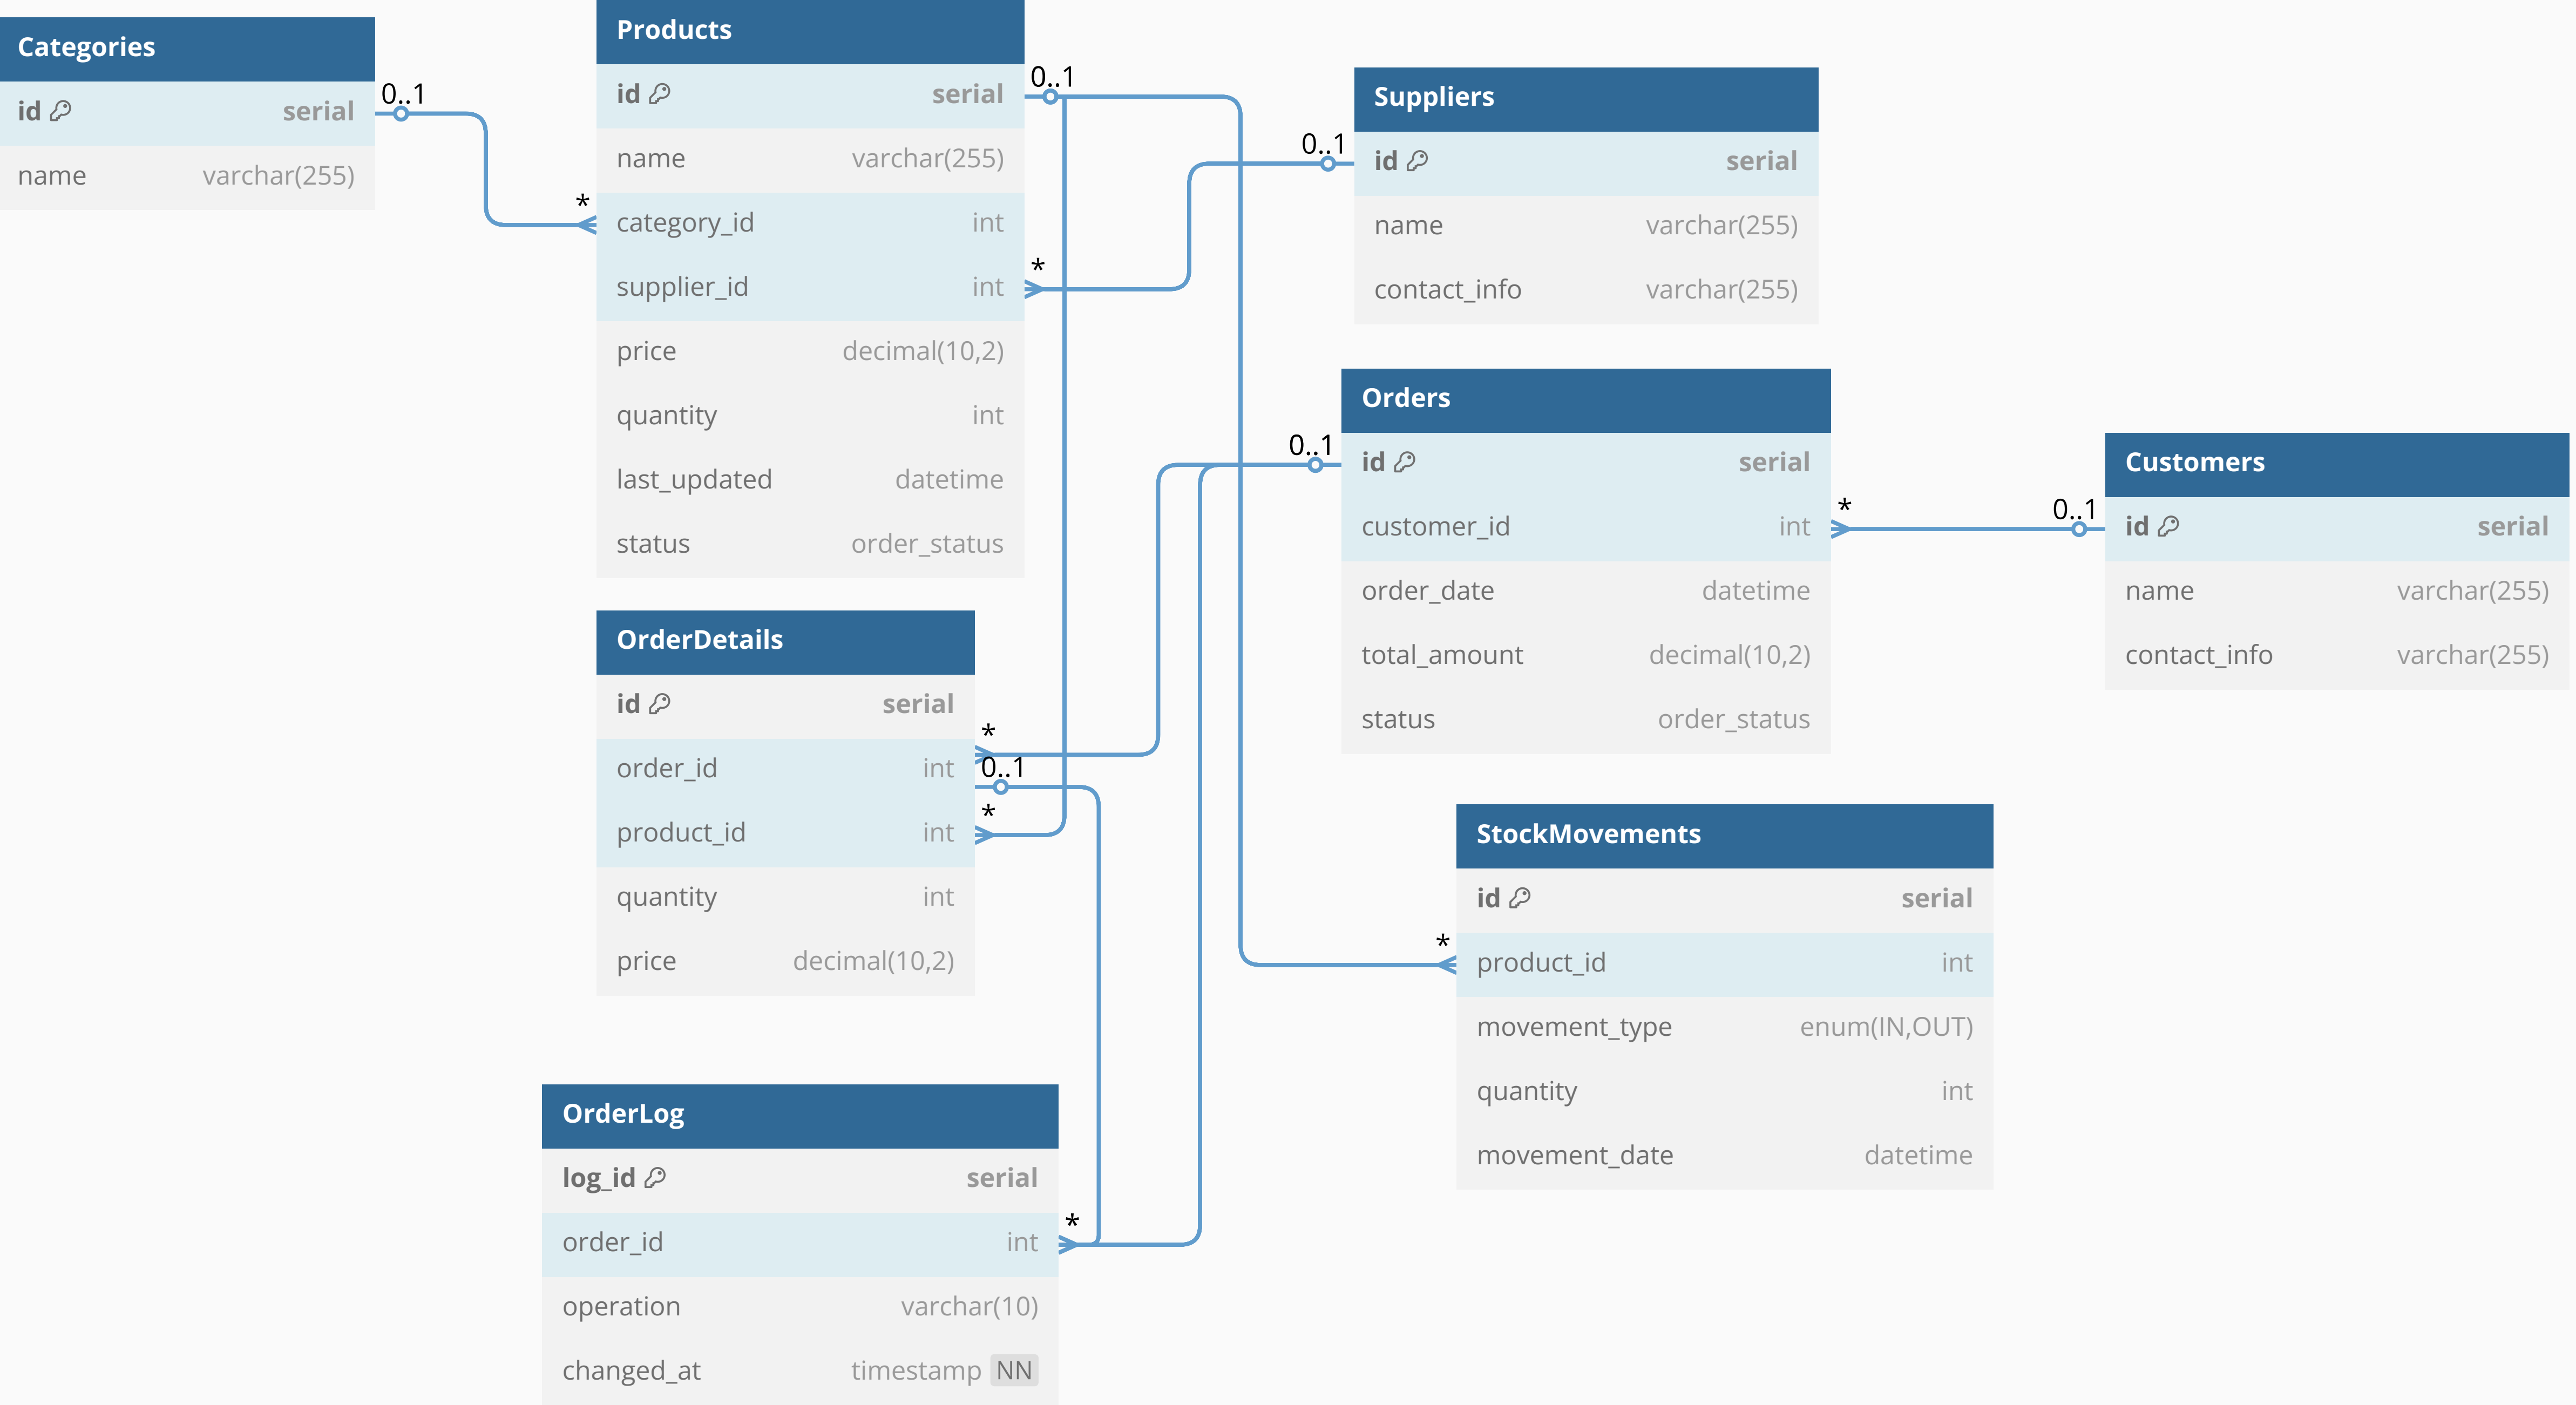 Categories
id serial
name varchar(255)
0..1
*
Products
id serial
name varchar(255)
category_id int
supplier_id int
price decimal(10,2)
quantity int
last_updated datetime
status order_status
0..1
*
Suppliers
id serial
name varchar(255)
contact_info varchar(255)
0..1
Orders
id serial
customer_id int
order_date datetime
total_amount decimal(10,2)
status order_status
0..1
*
0..1
Customers
id serial
name varchar(255)
contact_info varchar(255)
OrderDetails
id serial
order_id int
product_id int
quantity int
price decimal(10,2)
*
0..1
*
StockMovements
id serial
product_id int
movement_type enum(IN,OUT)
quantity int
movement_date datetime
*
OrderLog
log_id serial
order_id int
operation varchar(10)
changed_at timestamp NN
*